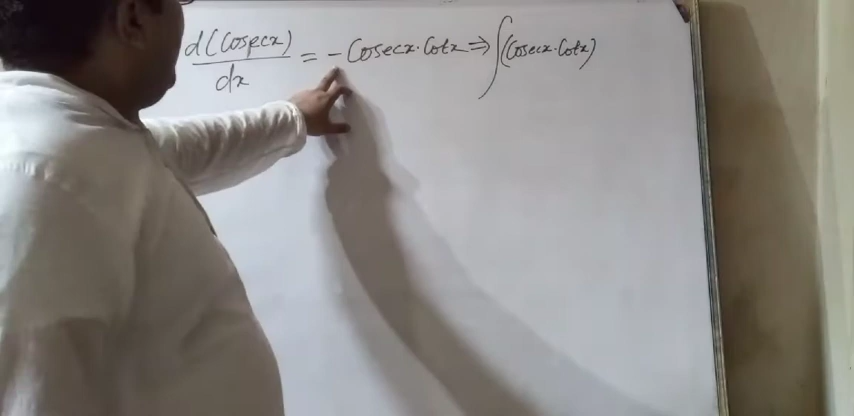 d(Cosecx)/dx = -Cosecx·Cotx ⇒ ∫(Cosecx·Cotx)